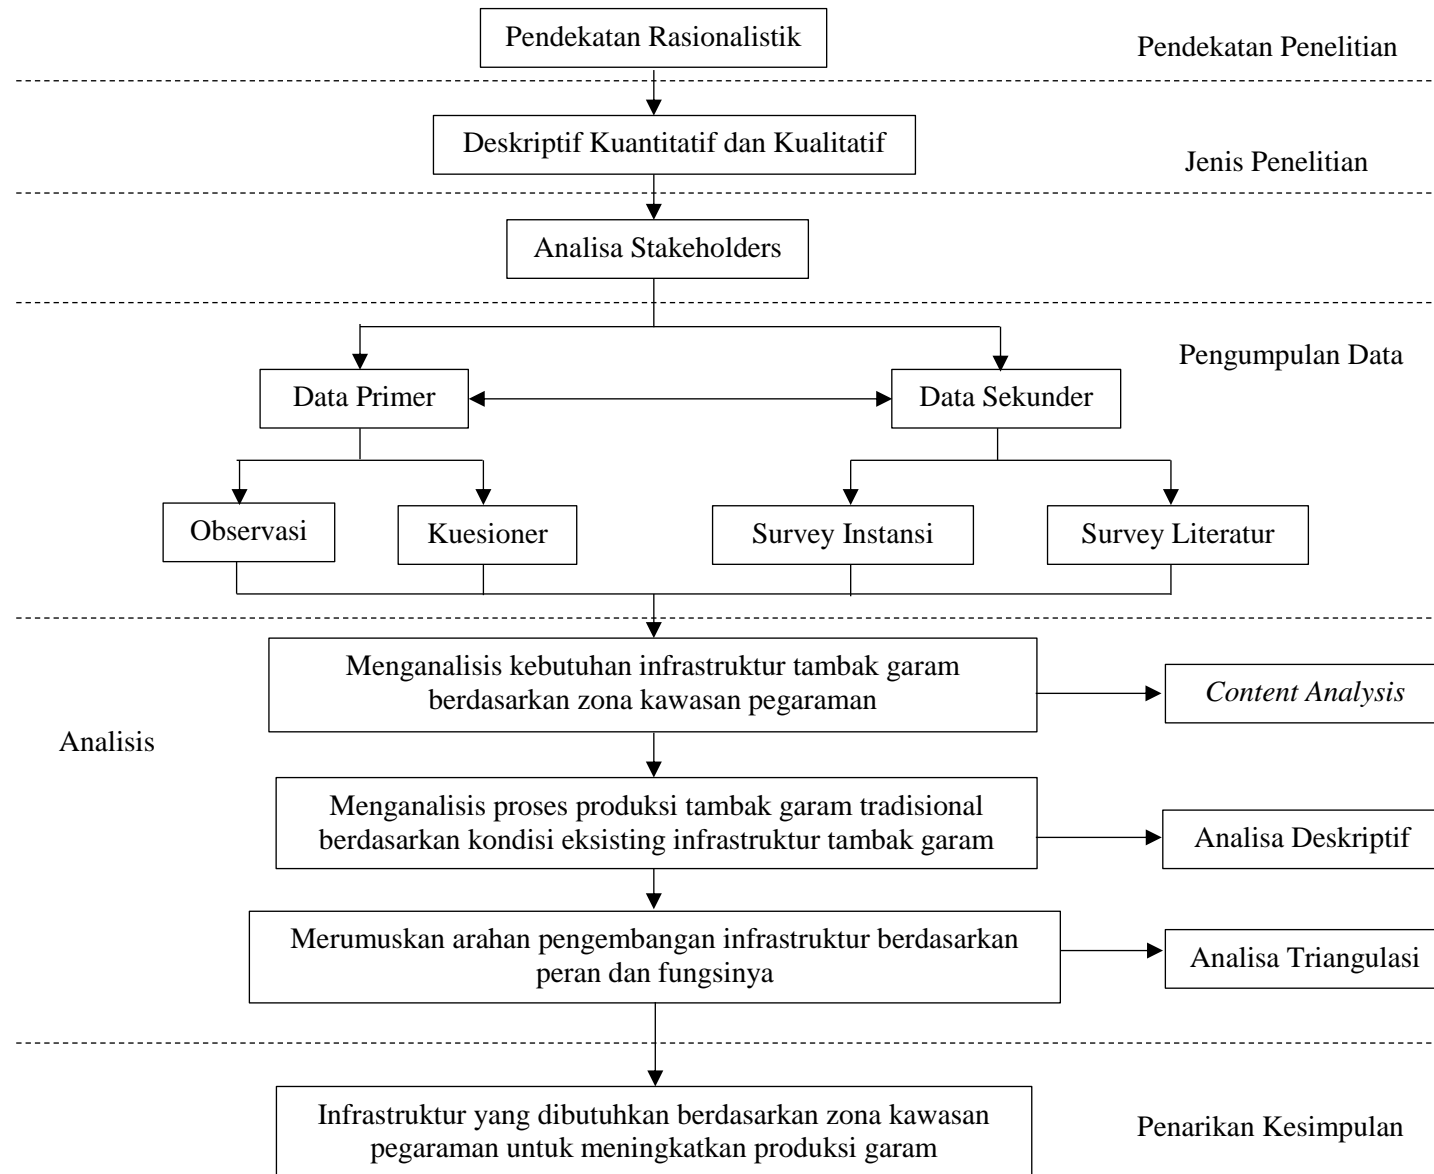 Pendekatan Rasionalistik
Pendekatan Penelitian
Deskriptif Kuantitatif dan Kualitatif
Jenis Penelitian
Analisa Stakeholders
Pengumpulan Data
Data Primer
Data Sekunder
Observasi
Kuesioner
Survey Instansi
Survey Literatur
Menganalisis kebutuhan infrastruktur tambak garam
berdasarkan zona kawasan pegaraman
Content Analysis
Analisis
Menganalisis proses produksi tambak garam tradisional
berdasarkan kondisi eksisting infrastruktur tambak garam
Analisa Deskriptif
Merumuskan arahan pengembangan infrastruktur berdasarkan
peran dan fungsinya
Analisa Triangulasi
Infrastruktur yang dibutuhkan berdasarkan zona kawasan
pegaraman untuk meningkatkan produksi garam
Penarikan Kesimpulan